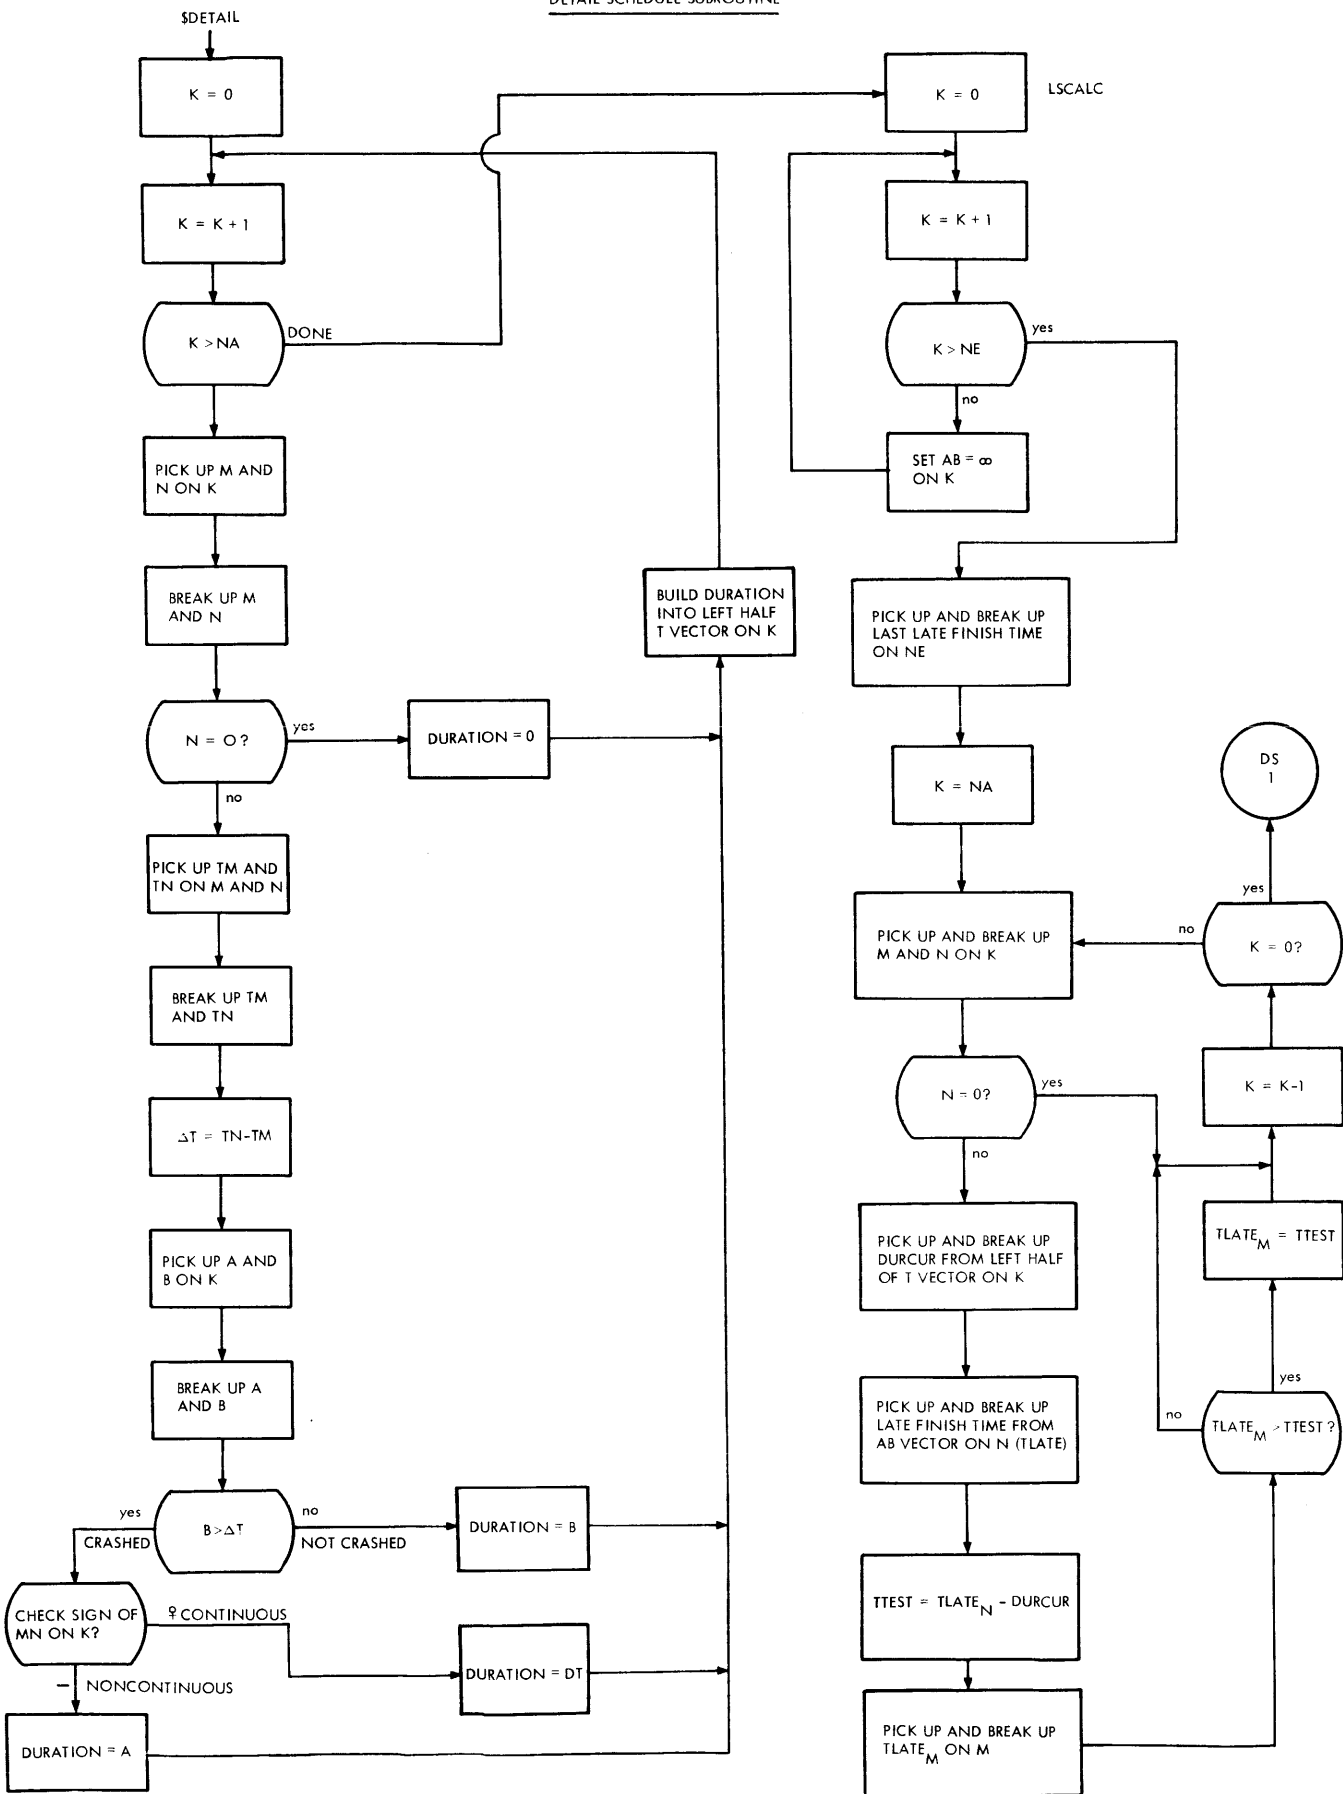 DETAIL SCHEDULE SUBROUTINE
$DETAIL
K = 0
K = K + 1
K > NA
DONE
PICK UP M AND
N ON K
BREAK UP M
AND N
N = O?
yes
no
DURATION = 0
BUILD DURATION
INTO LEFT HALF
T VECTOR ON K
PICK UP TM AND
TN ON M AND N
BREAK UP TM
AND TN
ΔT = TN-TM
PICK UP A AND
B ON K
BREAK UP A
AND B
B > ΔT
yes
CRASHED
no
NOT CRASHED
DURATION = B
CHECK SIGN OF
MN ON K?
♀ CONTINUOUS
DURATION = DT
— NONCONTINUOUS
DURATION = A
K = 0
LSCALC
K = K + 1
K > NE
yes
no
SET AB = ∞
ON K
PICK UP AND BREAK UP
LAST LATE FINISH TIME
ON NE
K = NA
PICK UP AND BREAK UP
M AND N ON K
N = 0?
yes
no
PICK UP AND BREAK UP
DURCUR FROM LEFT HALF
OF T VECTOR ON K
PICK UP AND BREAK UP
LATE FINISH TIME FROM
AB VECTOR ON N (TLATE)
TTEST = TLATE_N - DURCUR
PICK UP AND BREAK UP
TLATE_M ON M
TLATE_M > TTEST?
no
yes
TLATE_M = TTEST
K = K-1
K = 0?
no
yes
DS
1